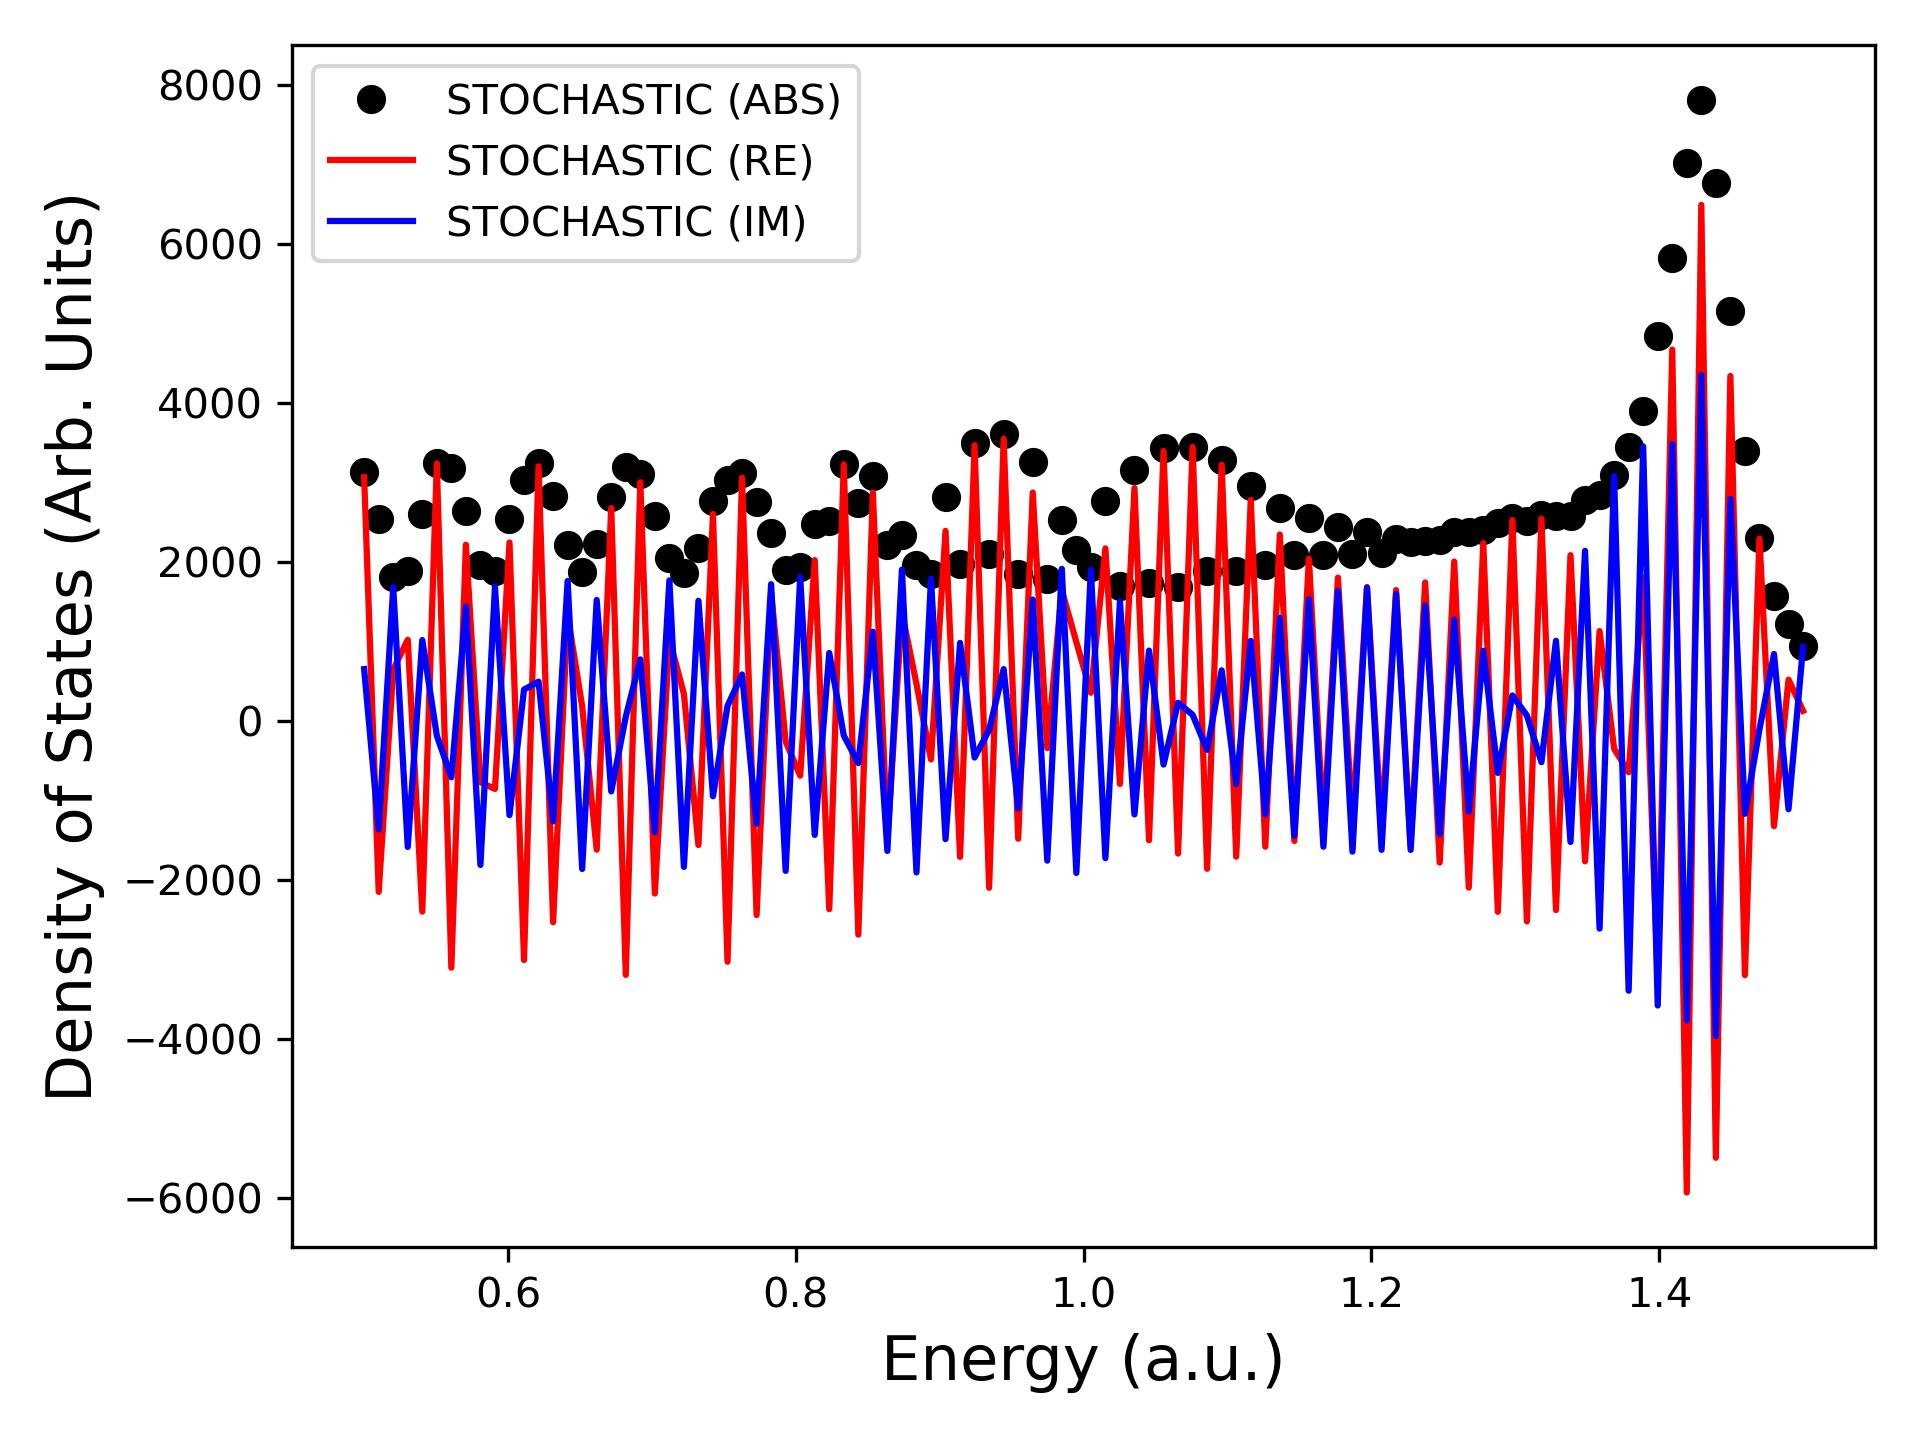 8000
6000
4000
2000
0
−2000
−4000
−6000
Density of States (Arb. Units)
STOCHASTIC (ABS)
STOCHASTIC (RE)
STOCHASTIC (IM)
0.6 0.8 1.0 1.2 1.4
Energy (a.u.)